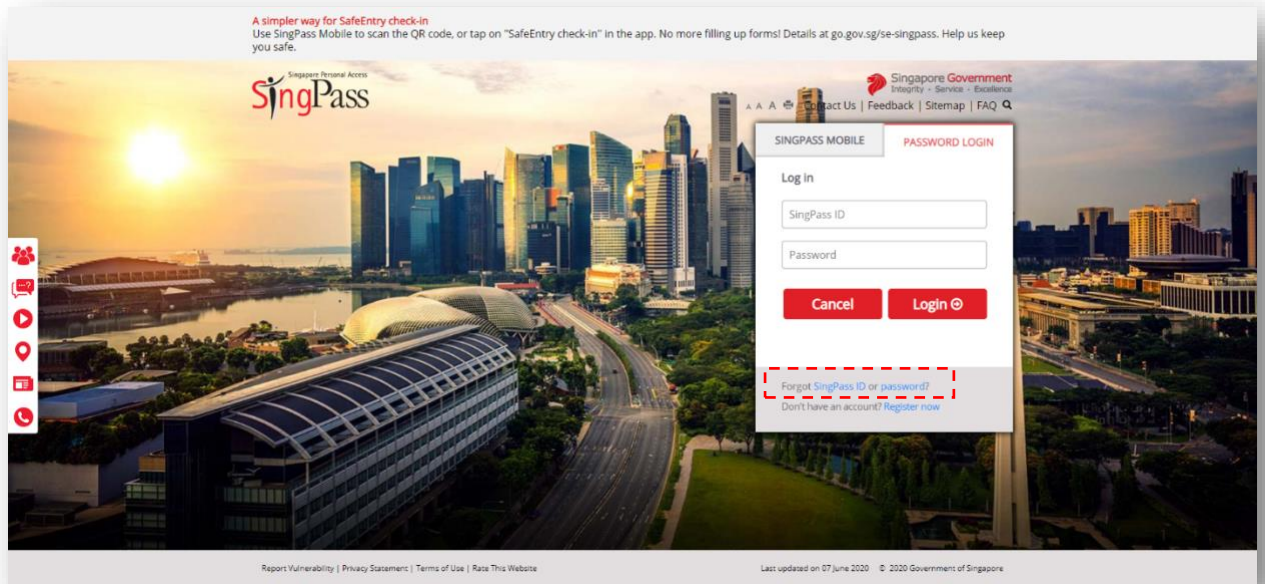 A simpler way for SafeEntry check-in
Use SingPass Mobile to scan the QR code, or tap on "SafeEntry check-in" in the app. No more filling up forms! Details at go.gov.sg/se-singpass. Help us keep
you safe.
Singapore Personal Access
SingPass
Singapore Government
Integrity · Service · Excellence
A A A Contact Us | Feedback | Sitemap | FAQ
SINGPASS MOBILE
PASSWORD LOGIN
Log in
SingPass ID
Password
Cancel
Login
Forgot SingPass ID or password?
Don't have an account? Register now
Report Vulnerability | Privacy Statement | Terms of Use | Rate This Website
Last updated on 07 June 2020 © 2020 Government of Singapore